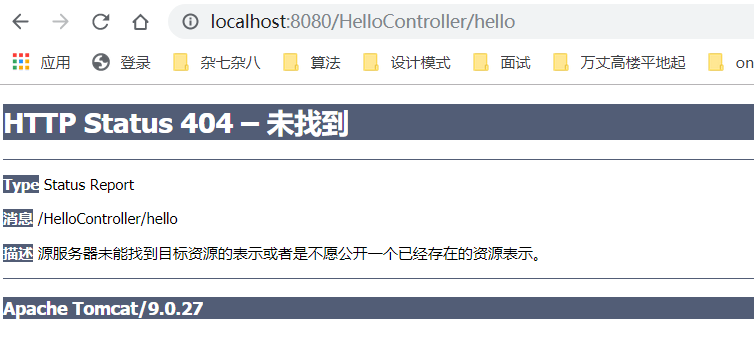 localhost:8080/HelloController/hello
应用 登录 杂七杂八 算法 设计模式 面试 万丈高楼平地起 on
HTTP Status 404 – 未找到
Type Status Report
消息 /HelloController/hello
描述 源服务器未能找到目标资源的表示或者是不愿公开一个已经存在的资源表示。
Apache Tomcat/9.0.27